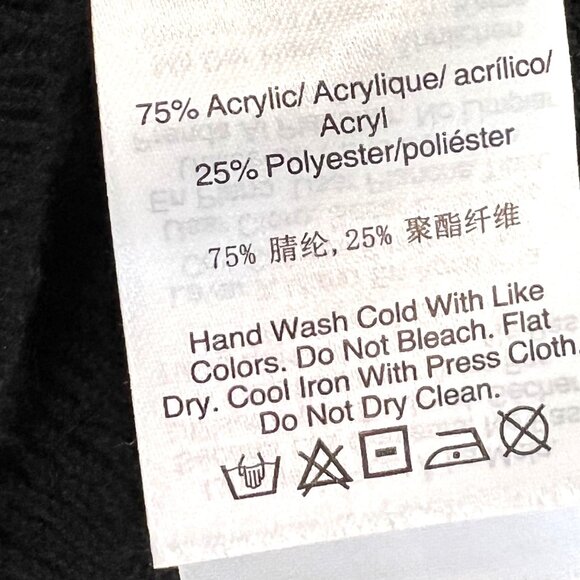 75% Acrylic/ Acrylique/ acrílico/
Acryl
25% Polyester/poliéster
75% 腈纶, 25% 聚酯纤维
Hand Wash Cold With Like
Colors. Do Not Bleach. Flat
Dry. Cool Iron With Press Cloth.
Do Not Dry Clean.